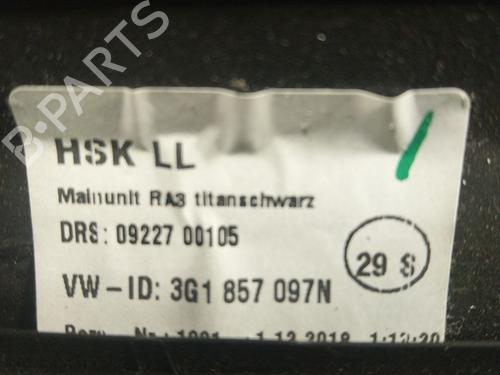 B-PARTS
HSK LL
Mainunit RA3 titanschwarz
DRS: 09227 00105
29 S
VW-ID: 3G1 857 097N